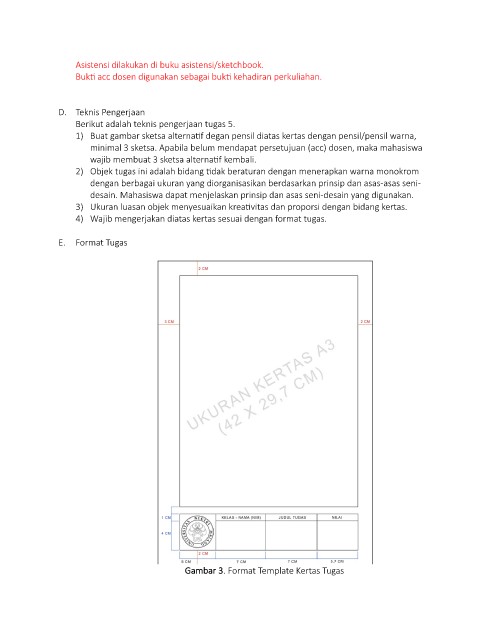 Asistensi dilakukan di buku asistensi/sketchbook.
Bukti acc dosen digunakan sebagai bukti kehadiran perkuliahan.
D. Teknis Pengerjaan
Berikut adalah teknis pengerjaan tugas 5.
1) Buat gambar sketsa alternatif degan pensil diatas kertas dengan pensil/pensil warna,
minimal 3 sketsa. Apabila belum mendapat persetujuan (acc) dosen, maka mahasiswa
wajib membuat 3 sketsa alternatif kembali.
2) Objek tugas ini adalah bidang tidak beraturan dengan menerapkan warna monokrom
dengan berbagai ukuran yang diorganisasikan berdasarkan prinsip dan asas-asas seni-
desain. Mahasiswa dapat menjelaskan prinsip dan asas seni-desain yang digunakan.
3) Ukuran luasan objek menyesuaikan kreativitas dan proporsi dengan bidang kertas.
4) Wajib mengerjakan diatas kertas sesuai dengan format tugas.
E. Format Tugas
2 CM
3 CM
2 CM
UKURAN KERTAS A3
(42 X 29,7 CM)
1 CM
KELAS - NAMA (NIM)
JUDUL TUGAS
NILAI
4 CM
2 CM
5 CM
7 CM
7 CM
5,7 CM
Gambar 3. Format Template Kertas Tugas